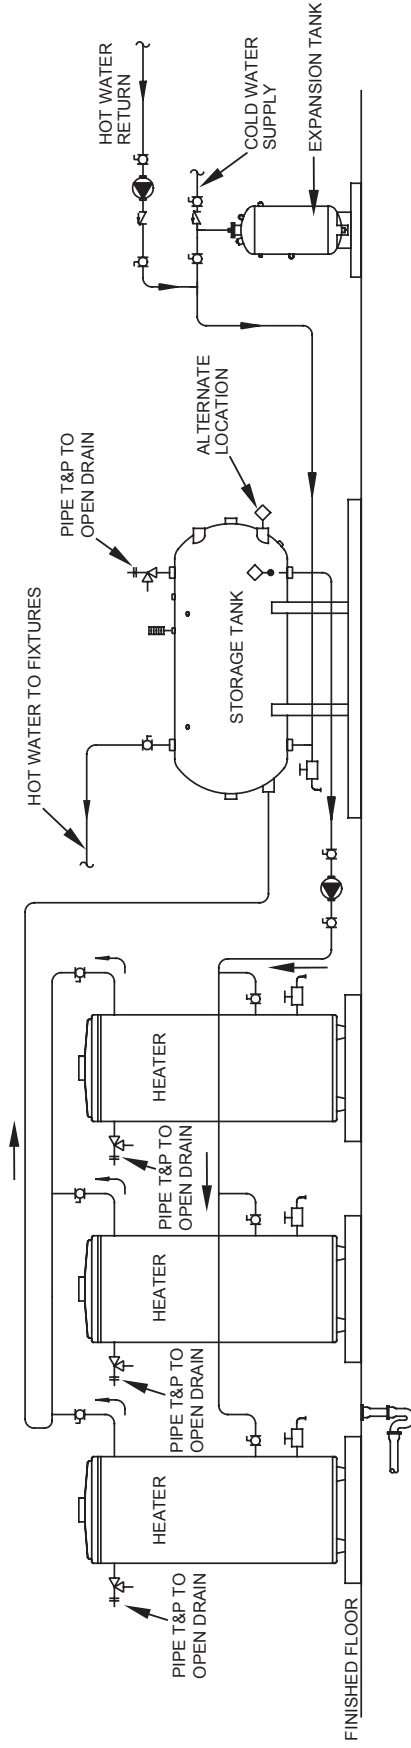 HOT WATER
RETURN
COLD WATER
SUPPLY
EXPANSION TANK
PIPE T&P TO
OPEN DRAIN
ALTERNATE
LOCATION
HOT WATER TO FIXTURES
STORAGE TANK
HEATER
PIPE T&P TO
OPEN DRAIN
HEATER
PIPE T&P TO
OPEN DRAIN
HEATER
PIPE T&P TO
OPEN DRAIN
FINISHED FLOOR